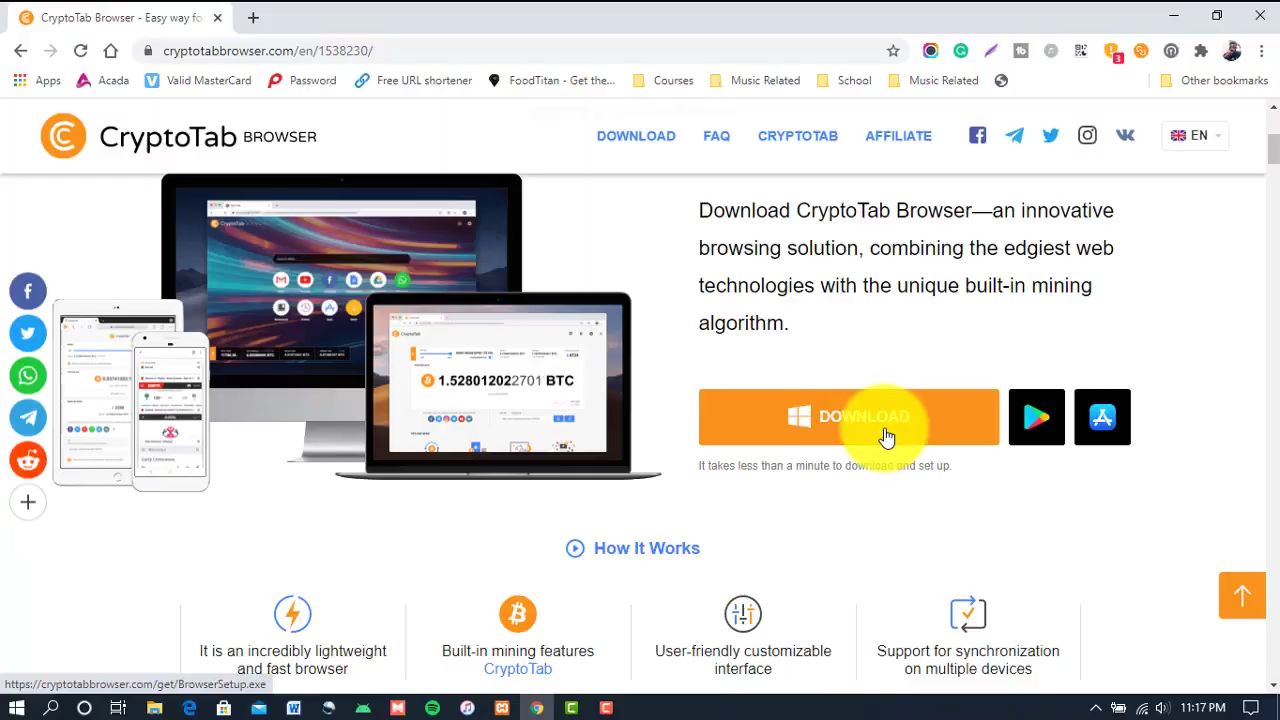 CryptoTab Browser - Easy way fo
cryptotabbrowser.com/en/1538230/
3
Apps
Acada
Valid MasterCard
Password
Free URL shortener
FoodTitan - Get the...
Courses
Music Related
School
Music Related
Other bookmarks
CryptoTab BROWSER
DOWNLOAD
FAQ
CRYPTOTAB
AFFILIATE
EN
Download CryptoTab Browser—an innovative
browsing solution, combining the edgiest web
technologies with the unique built-in mining
algorithm.
1.528012022701 BTC
DOWNLOAD
It takes less than a minute to download and set up.
How It Works
It is an incredibly lightweight
and fast browser
Built-in mining features
CryptoTab
User-friendly customizable
interface
Support for synchronization
on multiple devices
https://cryptotabbrowser.com/get/BrowserSetup.exe
11:17 PM